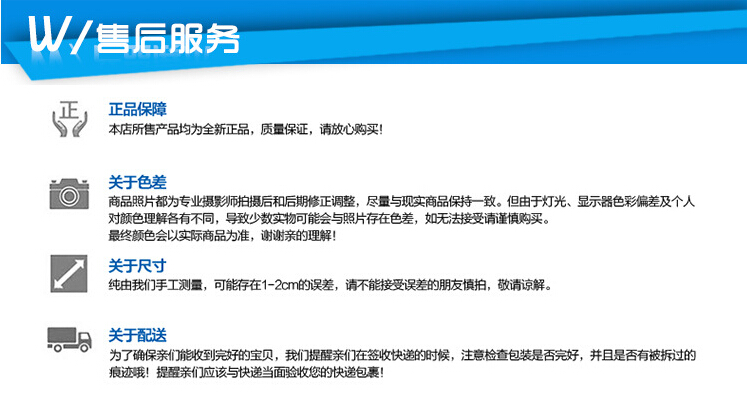 W/售后服务
正
正品保障
本店所售产品均为全新正品，质量保证，请放心购买！
关于色差
商品照片都为专业摄影师拍摄后和后期修正调整，尽量与现实商品保持一致。但由于灯光、显示器色彩偏差及个人
对颜色理解各有不同，导致少数实物可能会与照片存在色差，如无法接受请谨慎购买。
最终颜色会以实际商品为准，谢谢亲的理解！
关于尺寸
纯由我们手工测量，可能存在1-2cm的误差，请不能接受误差的朋友慎拍，敬请谅解。
关于配送
为了确保亲们能收到完好的宝贝，我们提醒亲们在签收快递的时候，注意检查包装是否完好，并且是否有被拆过的
痕迹哦！提醒亲们应该与快递当面验收您的快递包裹！